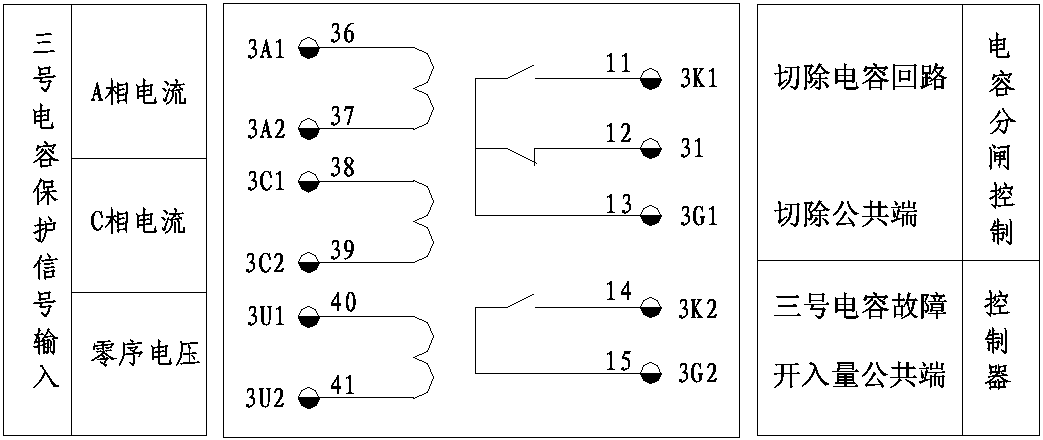 三号电容保护信号输入
A相电流
C相电流
零序电压
3A1 36
3A2 37
3C1 38
3C2 39
3U1 40
3U2 41
11 3K1
12 31
13 3G1
14 3K2
15 3G2
切除电容回路
切除公共端
三号电容故障
开入量公共端
电容分闸控制
控制器